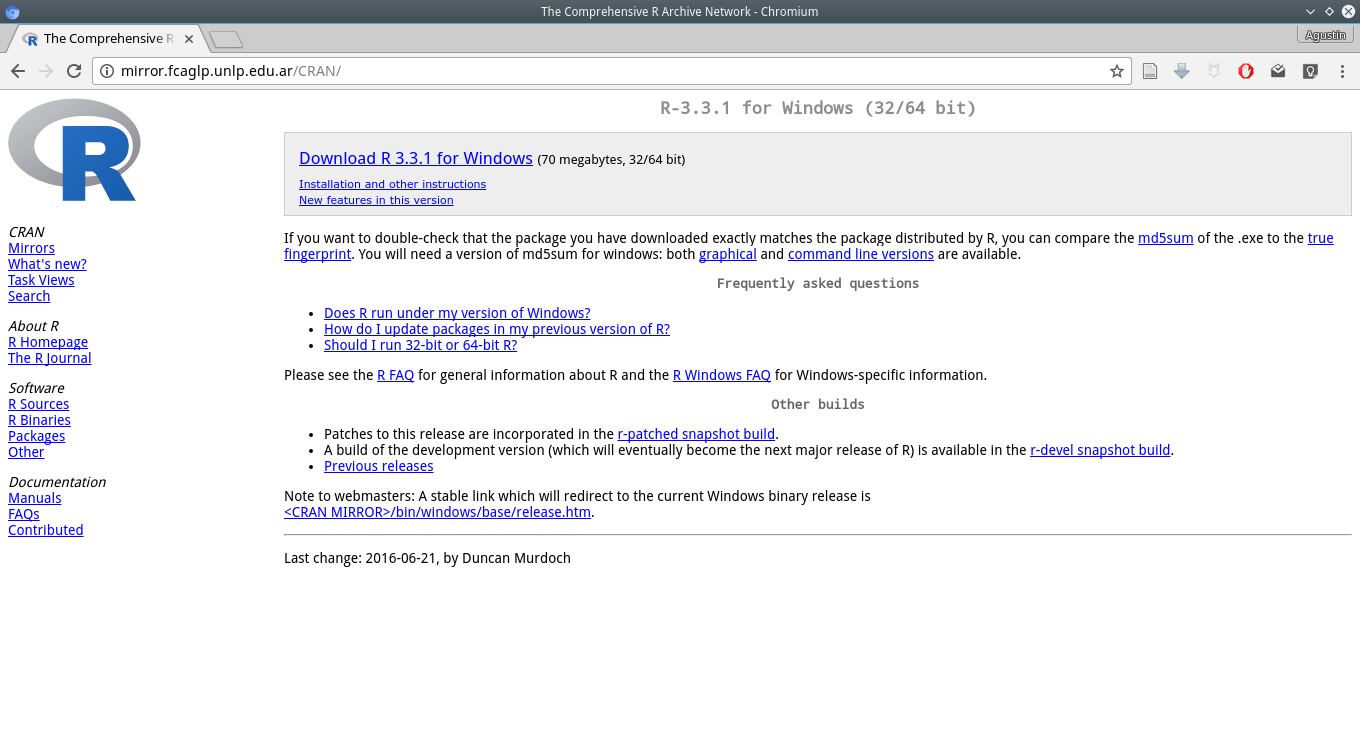 The Comprehensive R Archive Network - Chromium
The Comprehensive R
Agustín
mirror.fcaglp.unlp.edu.ar/CRAN/
R
CRAN
Mirrors
What's new?
Task Views
Search
About R
R Homepage
The R Journal
Software
R Sources
R Binaries
Packages
Other
Documentation
Manuals
FAQs
Contributed
R-3.3.1 for Windows (32/64 bit)
Download R 3.3.1 for Windows (70 megabytes, 32/64 bit)
Installation and other instructions
New features in this version
If you want to double-check that the package you have downloaded exactly matches the package distributed by R, you can compare the md5sum of the .exe to the true
fingerprint. You will need a version of md5sum for windows: both graphical and command line versions are available.
Frequently asked questions
• Does R run under my version of Windows?
• How do I update packages in my previous version of R?
• Should I run 32-bit or 64-bit R?
Please see the R FAQ for general information about R and the R Windows FAQ for Windows-specific information.
Other builds
• Patches to this release are incorporated in the r-patched snapshot build.
• A build of the development version (which will eventually become the next major release of R) is available in the r-devel snapshot build.
• Previous releases
Note to webmasters: A stable link which will redirect to the current Windows binary release is
<CRAN MIRROR>/bin/windows/base/release.htm.
Last change: 2016-06-21, by Duncan Murdoch